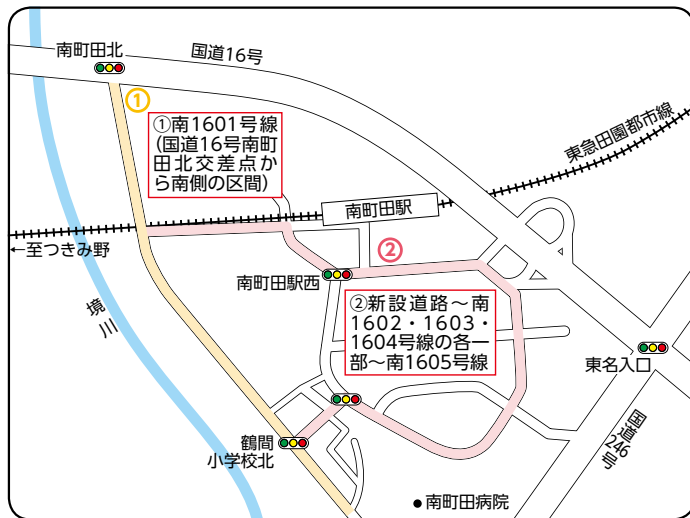 南町田北
国道16号
①
①南1601号線
(国道16号南町
田北交差点か
ら南側の区間)
東急田園都市線
南町田駅
←至つきみ野
②
南町田駅西
境川
②新設道路~南
1602・1603・
1604号線の各一
部~南1605号線
東名入口
鶴間
小学校北
国道246号
●南町田病院